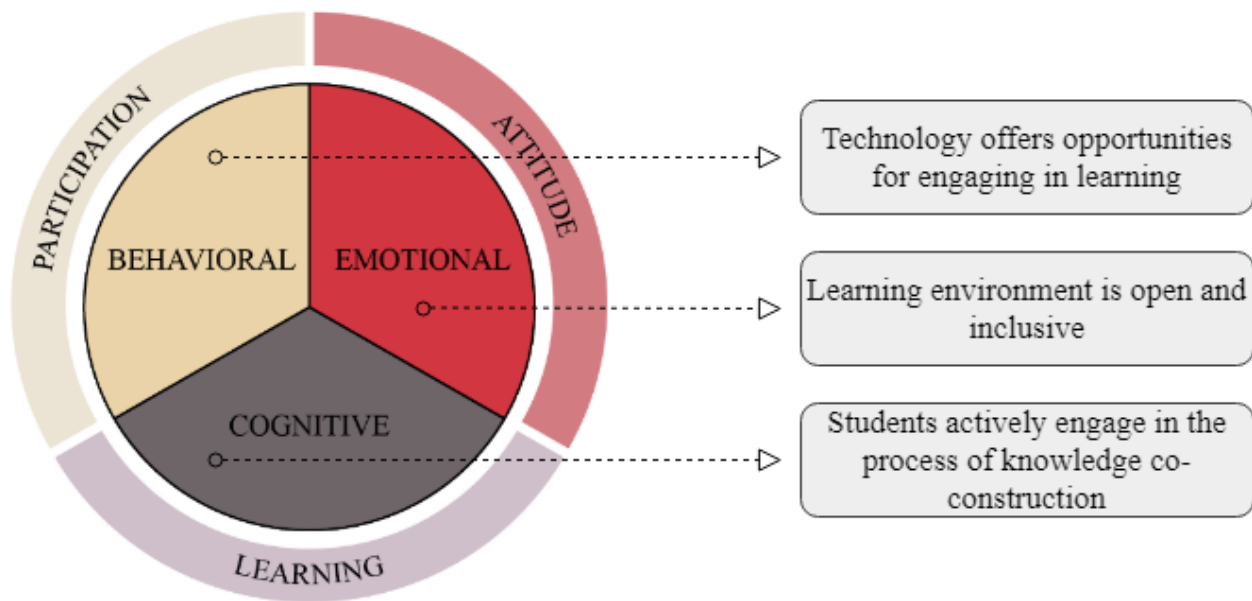 PARTICIPATION
ATTITUDE
BEHAVIORAL
EMOTIONAL
COGNITIVE
LEARNING
Technology offers opportunities
for engaging in learning
Learning environment is open and
inclusive
Students actively engage in the
process of knowledge co-
construction